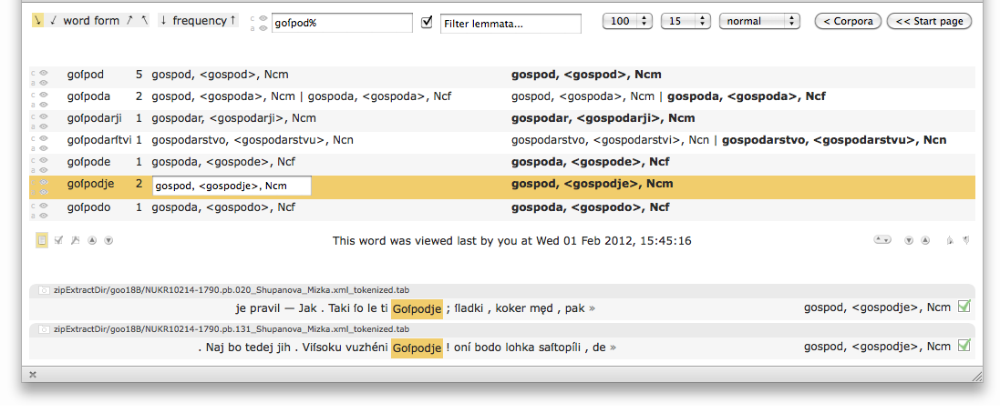 word form frequency goſpod% Filter lemmata... 100 15 normal < Corpora << Start page
c
a
goſpod 5 gospod, <gospod>, Ncm gospod, <gospod>, Ncm
c
a
goſpoda 2 gospod, <gospoda>, Ncm | gospoda, <gospoda>, Ncf gospod, <gospoda>, Ncm | gospoda, <gospoda>, Ncf
c
a
goſpodarji 1 gospodar, <gospodarji>, Ncm gospodar, <gospodarji>, Ncm
c
a
goſpodarſtvi 1 gospodarstvo, <gospodarstvu>, Ncn gospodarstvo, <gospodarstvi>, Ncn | gospodarstvo, <gospodarstvu>, Ncn
c
a
goſpode 1 gospoda, <gospode>, Ncf gospoda, <gospode>, Ncf
c
a
goſpodje 2 gospod, <gospodje>, Ncm gospod, <gospodje>, Ncm
goſpodo 1 gospoda, <gospodo>, Ncf gospoda, <gospodo>, Ncf
c
a
This word was viewed last by you at Wed 01 Feb 2012, 15:45:16
zipExtractDir/goo18B/NUKR10214-1790.pb.020_Shupanova_Mizka.xml_tokenized.tab
je pravil — Jak . Taki ſo le ti Goſpodje ; ſladki , koker męd , pak » gospod, <gospodje>, Ncm
zipExtractDir/goo18B/NUKR10214-1790.pb.131_Shupanova_Mizka.xml_tokenized.tab
. Naj bo tedej jih . Viſsoku vuzhéni Goſpodje ! oní bodo lohka saſtopíli , de » gospod, <gospodje>, Ncm